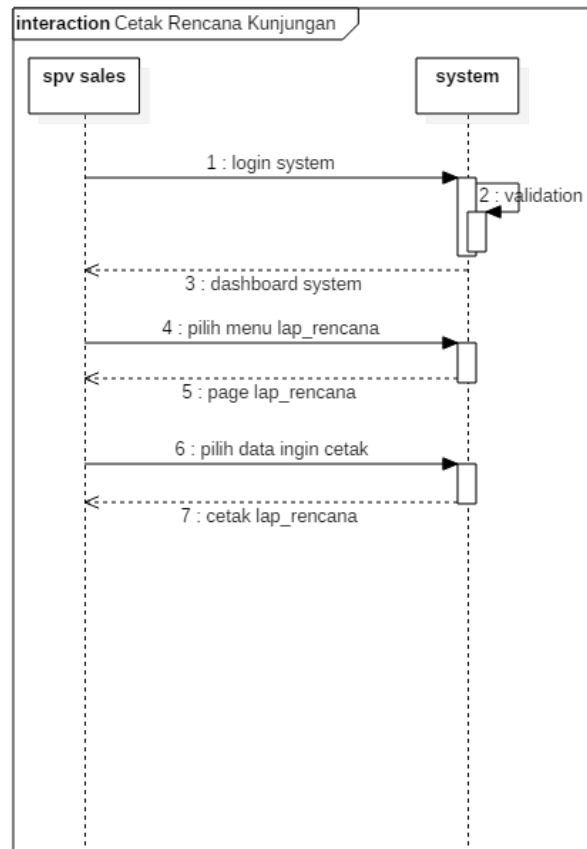 interaction Cetak Rencana Kunjungan
spv sales
system
1 : login system
2 : validation
3 : dashboard system
4 : pilih menu lap_rencana
5 : page lap_rencana
6 : pilih data ingin cetak
7 : cetak lap_rencana